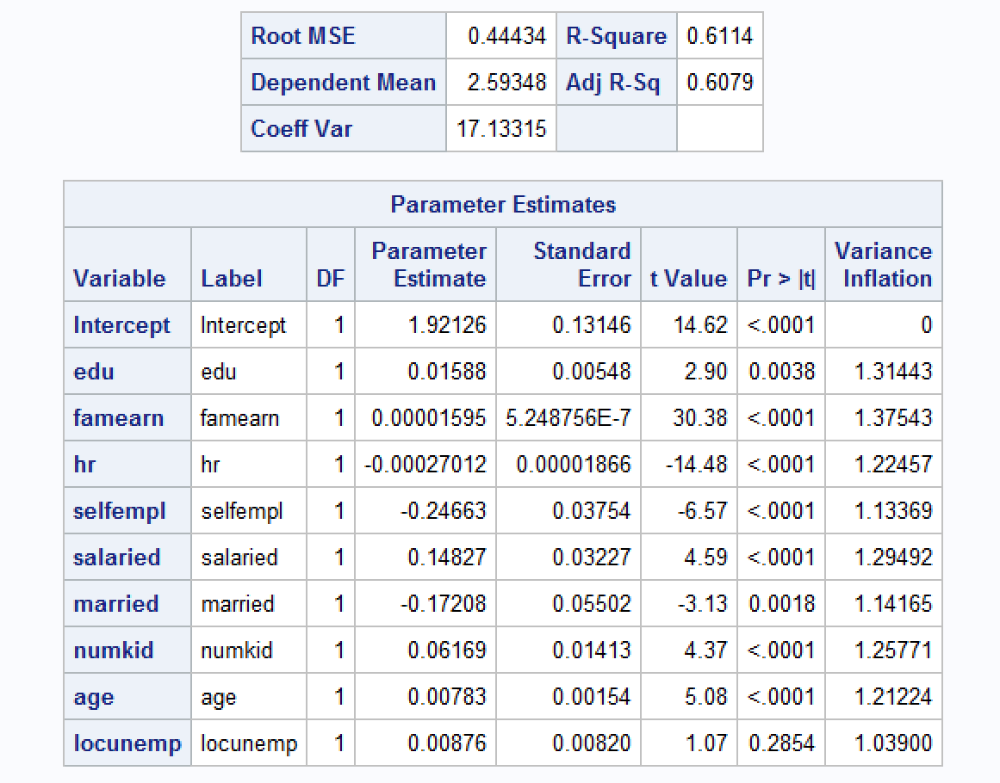 Root MSE 0.44434 R-Square 0.6114
Dependent Mean 2.59348 Adj R-Sq 0.6079
Coeff Var 17.13315
Parameter Estimates
Variable Label DF Parameter Estimate Standard Error t Value Pr > |t| Variance Inflation
Intercept Intercept 1 1.92126 0.13146 14.62 <.0001 0
edu edu 1 0.01588 0.00548 2.90 0.0038 1.31443
famearn famearn 1 0.00001595 5.248756E-7 30.38 <.0001 1.37543
hr hr 1 -0.00027012 0.00001866 -14.48 <.0001 1.22457
selfempl selfempl 1 -0.24663 0.03754 -6.57 <.0001 1.13369
salaried salaried 1 0.14827 0.03227 4.59 <.0001 1.29492
married married 1 -0.17208 0.05502 -3.13 0.0018 1.14165
numkid numkid 1 0.06169 0.01413 4.37 <.0001 1.25771
age age 1 0.00783 0.00154 5.08 <.0001 1.21224
locunemp locunemp 1 0.00876 0.00820 1.07 0.2854 1.03900